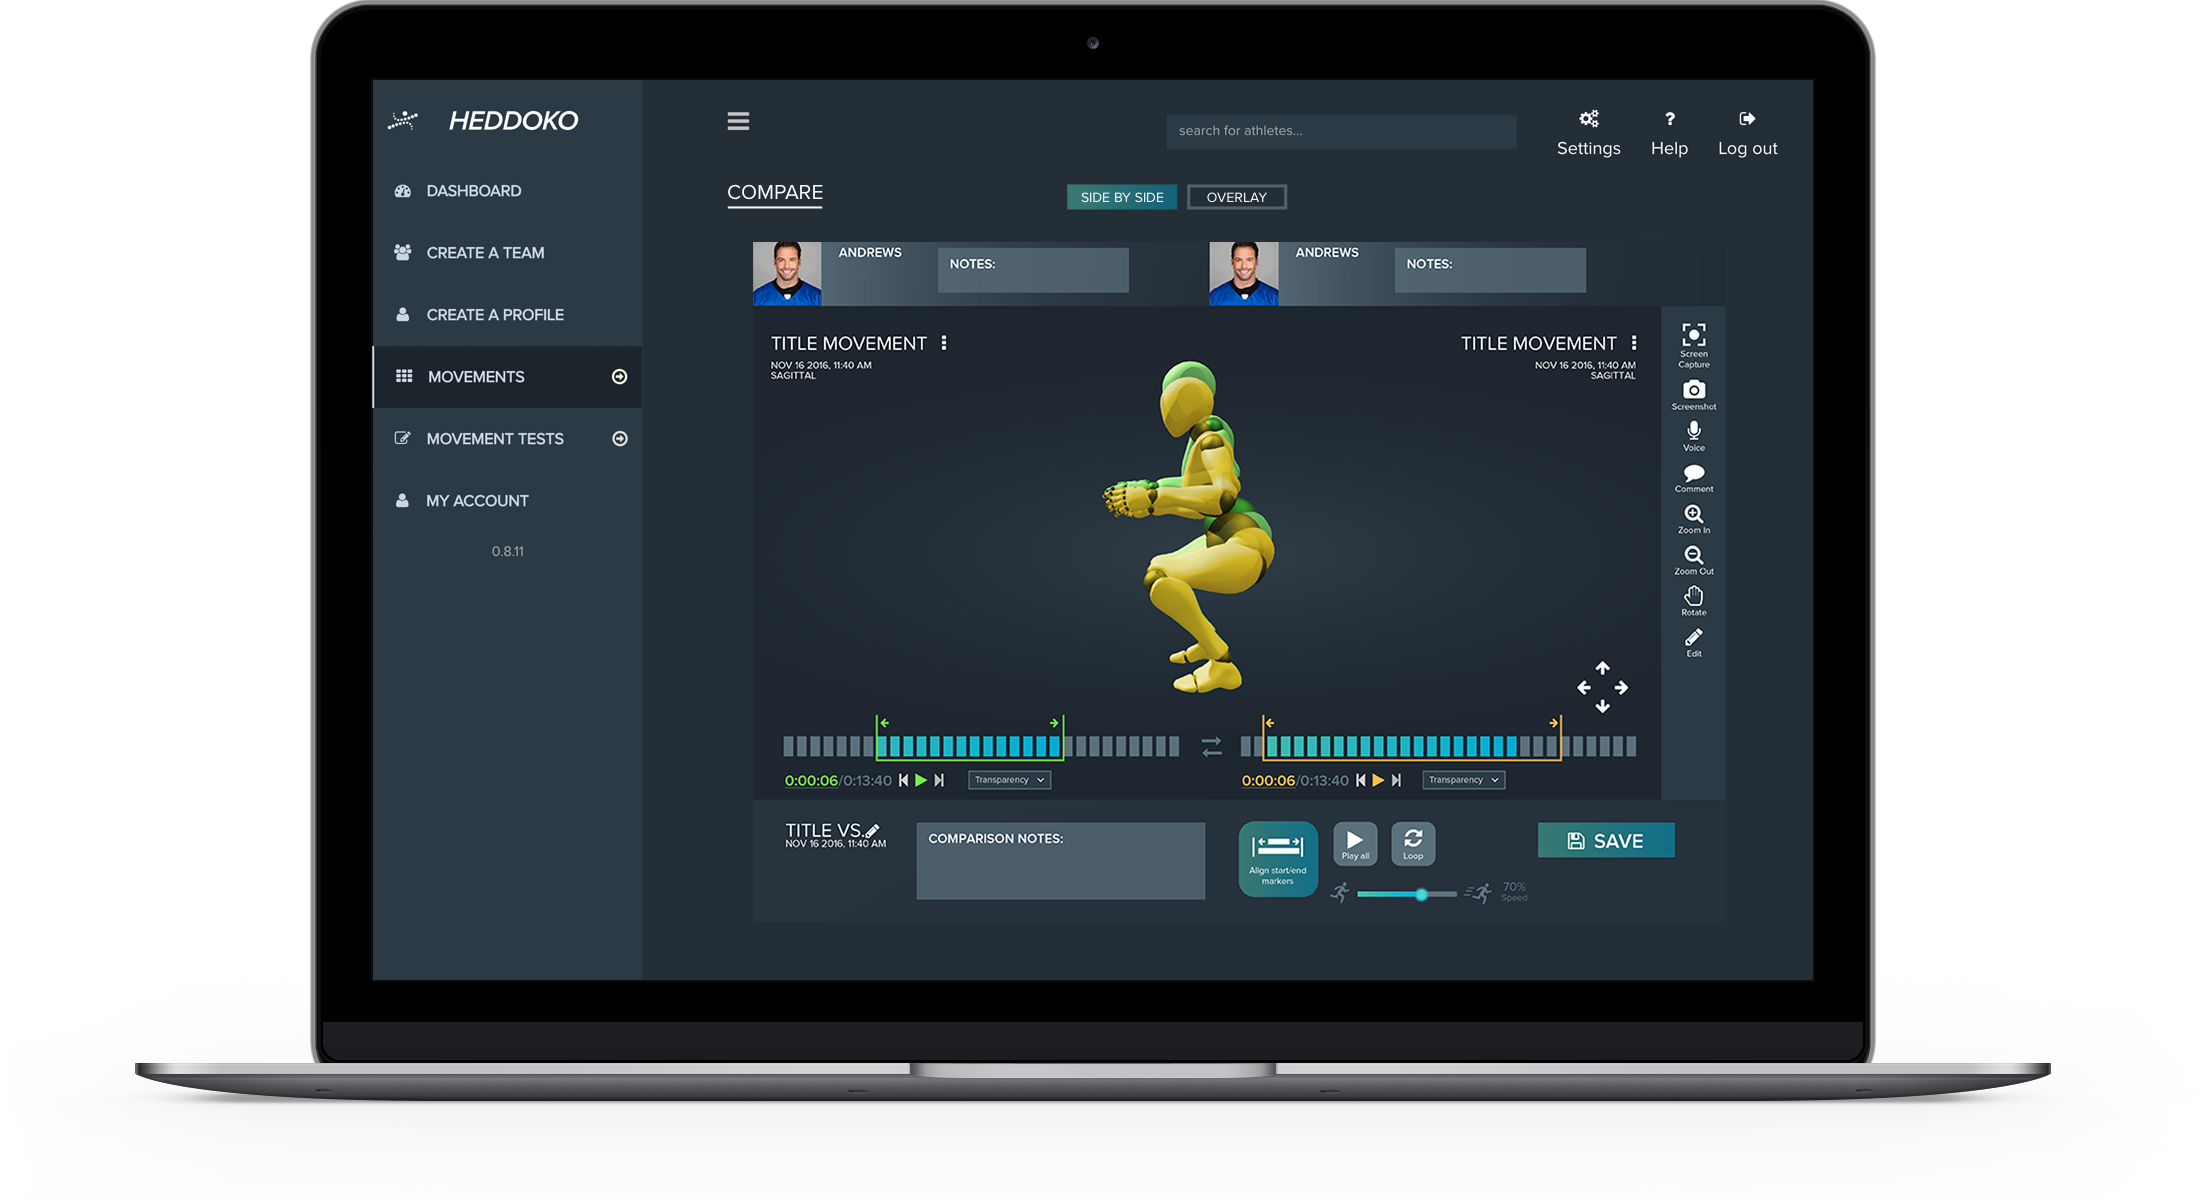 HEDDOKO
DASHBOARD
CREATE A TEAM
CREATE A PROFILE
MOVEMENTS
MOVEMENT TESTS
MY ACCOUNT
0.8.11
search for athletes...
Settings
Help
Log out
COMPARE
SIDE BY SIDE
OVERLAY
ANDREWS
NOTES:
ANDREWS
NOTES:
TITLE MOVEMENT
NOV 16 2016, 11:40 AM
SAGITTAL
TITLE MOVEMENT
NOV 16 2016, 11:40 AM
SAGITTAL
Screen
Capture
Screenshot
Voice
Comment
Zoom In
Zoom Out
Rotate
Edit
0:00:06/0:13:40
Transparency
0:00:06/0:13:40
Transparency
TITLE VS.
NOV 16 2016, 11:40 AM
COMPARISON NOTES:
Align start/end
markers
Play all
Loop
70%
Speed
SAVE